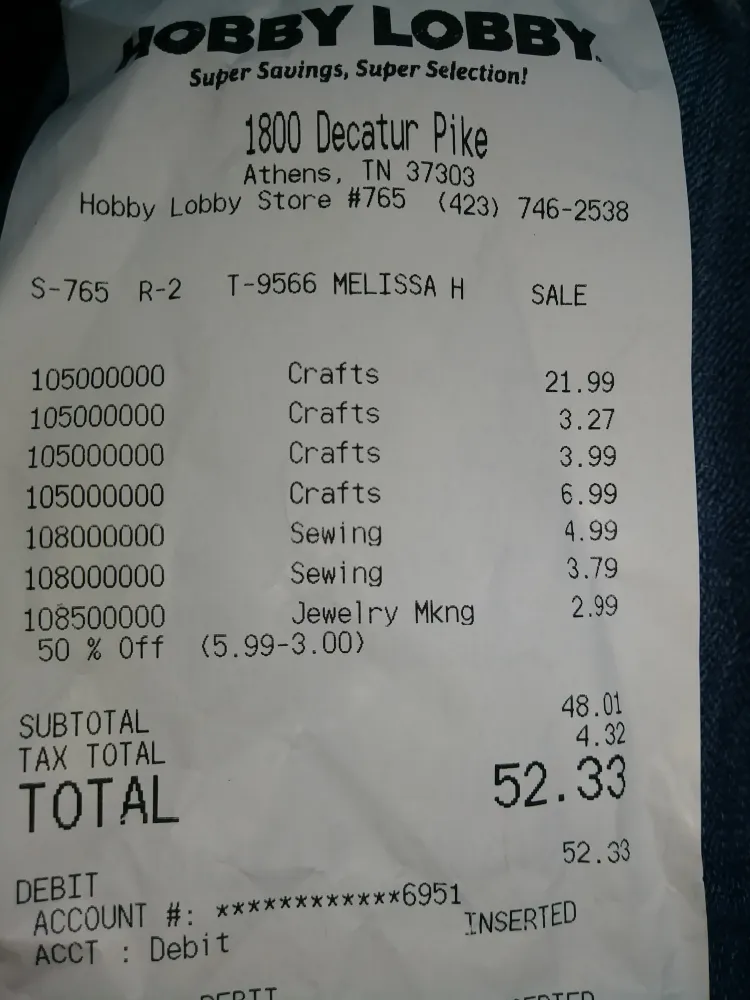 HOBBY LOBBY.
Super Savings, Super Selection!
1800 Decatur Pike
Athens, TN 37303
Hobby Lobby Store #765 (423) 746-2538
S-765 R-2 T-9566 MELISSA H SALE
105000000 Crafts 21.99
105000000 Crafts 3.27
105000000 Crafts 3.99
105000000 Crafts 6.99
108000000 Sewing 4.99
108000000 Sewing 3.79
108500000 Jewelry Mkng 2.99
50 % Off (5.99-3.00)
SUBTOTAL 48.01
TAX TOTAL 4.32
TOTAL 52.33
52.33
DEBIT
ACCOUNT #: ************6951
INSERTED
ACCT : Debit